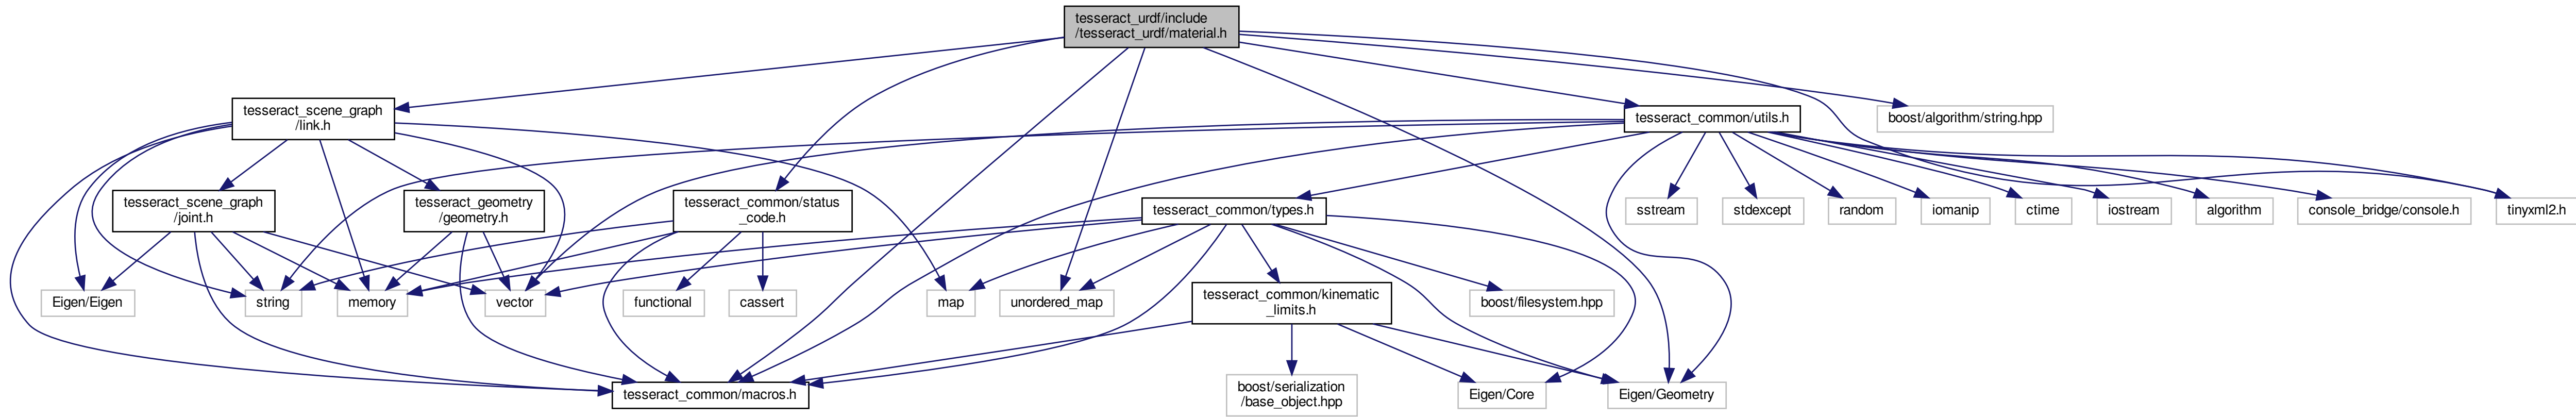 tesseract_urdf/include
/tesseract_urdf/material.h
tesseract_scene_graph
/link.h
tesseract_common/utils.h
boost/algorithm/string.hpp
tesseract_scene_graph
/joint.h
tesseract_geometry
/geometry.h
tesseract_common/status
_code.h
tesseract_common/types.h
sstream
stdexcept
random
iomanip
ctime
iostream
algorithm
console_bridge/console.h
tinyxml2.h
Eigen/Eigen
string
memory
vector
functional
cassert
map
unordered_map
tesseract_common/kinematic
_limits.h
boost/filesystem.hpp
tesseract_common/macros.h
boost/serialization
/base_object.hpp
Eigen/Core
Eigen/Geometry